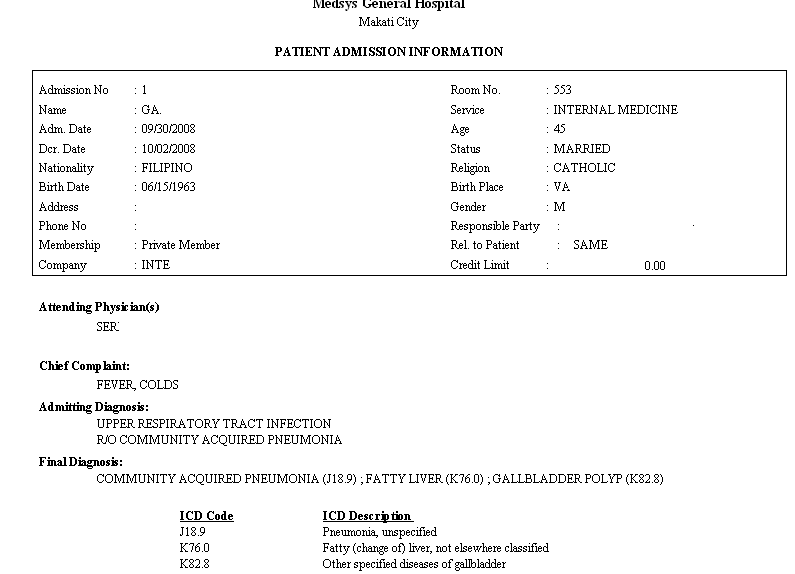 Medsys General Hospital
Makati City
PATIENT ADMISSION INFORMATION
Admission No : 1 Room No. : 553
Name : GA. Service : INTERNAL MEDICINE
Adm. Date : 09/30/2008 Age : 45
Dcr. Date : 10/02/2008 Status : MARRIED
Nationality : FILIPINO Religion : CATHOLIC
Birth Date : 06/15/1963 Birth Place : VA
Address : Gender : M
Phone No : Responsible Party :
Membership : Private Member Rel. to Patient : SAME
Company : INTE Credit Limit : 0.00
Attending Physician(s)
SER
Chief Complaint:
FEVER, COLDS
Admitting Diagnosis:
UPPER RESPIRATORY TRACT INFECTION
R/O COMMUNITY ACQUIRED PNEUMONIA
Final Diagnosis:
COMMUNITY ACQUIRED PNEUMONIA (J18.9) ; FATTY LIVER (K76.0) ; GALLBLADDER POLYP (K82.8)
ICD Code ICD Description
J18.9 Pneumonia, unspecified
K76.0 Fatty (change of) liver, not elsewhere classified
K82.8 Other specified diseases of gallbladder